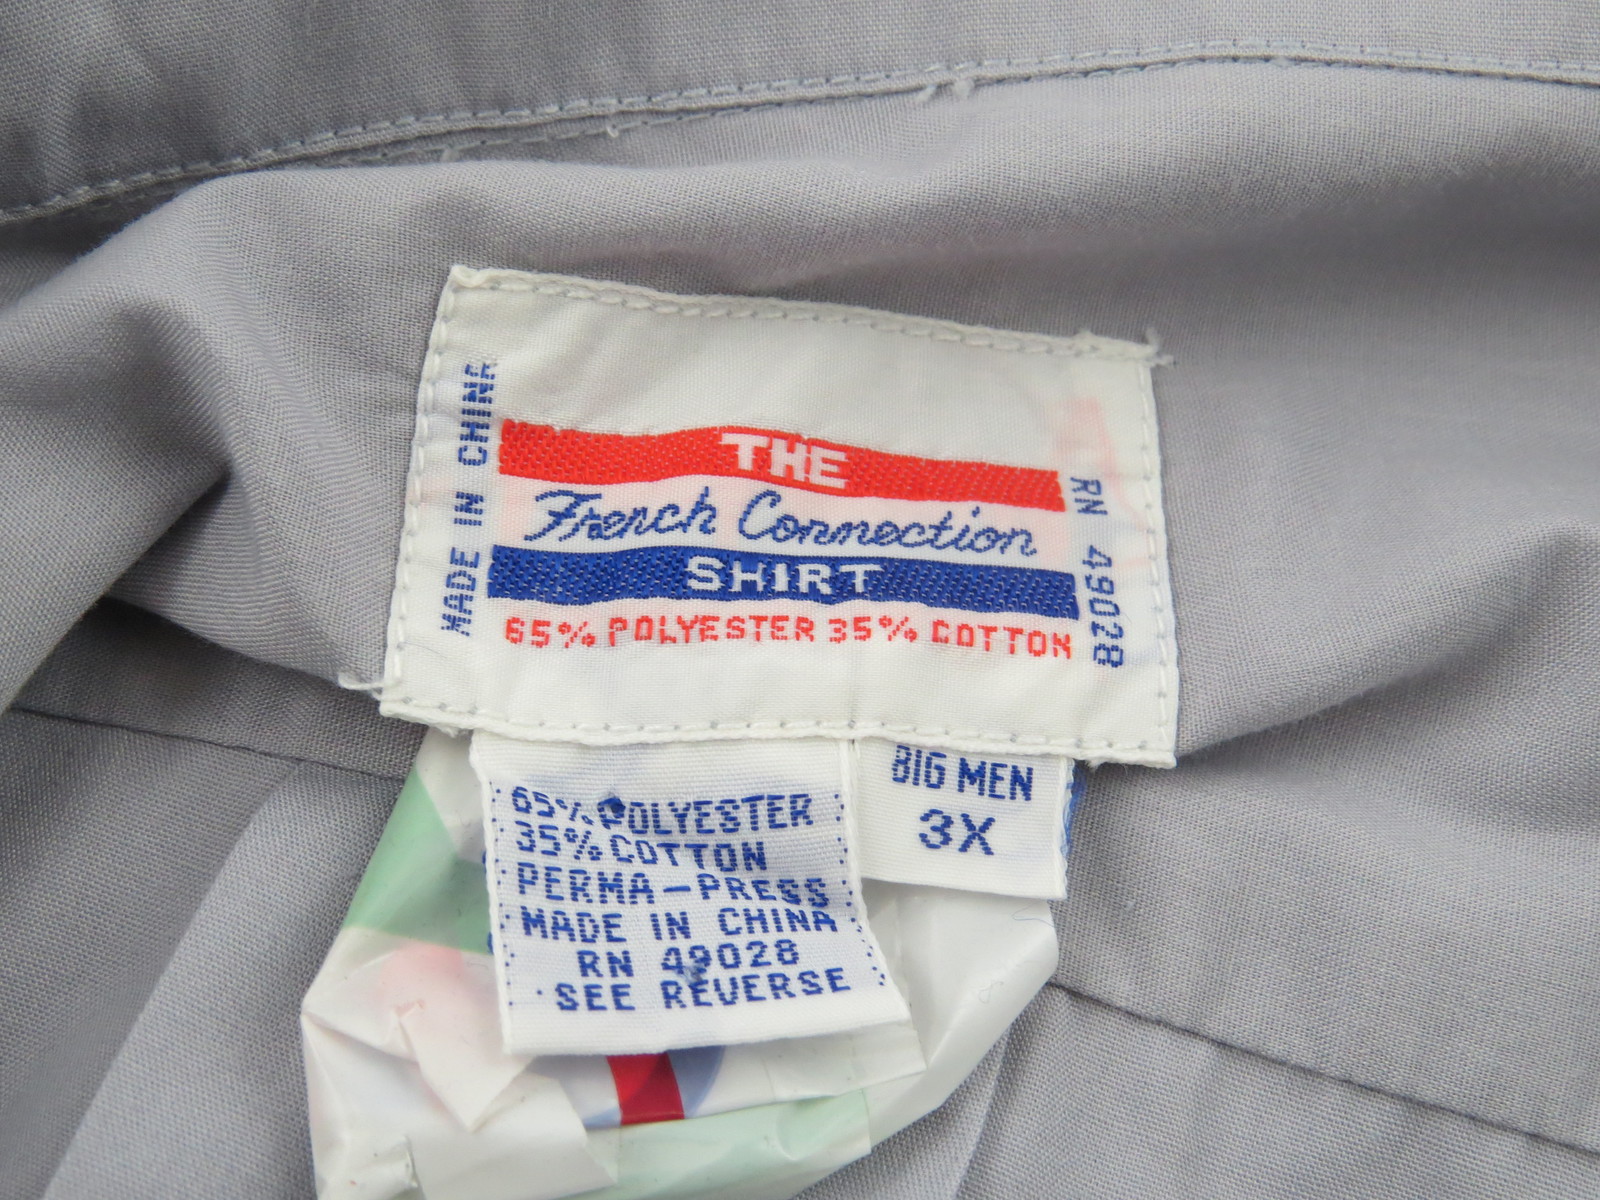 MADE IN CHINA
THE
French Connection
SHIRT
65% POLYESTER 35% COTTON
RN 49028
65% POLYESTER
35% COTTON
PERMA-PRESS
MADE IN CHINA
RN 49028
SEE REVERSE
BIG MEN
3X